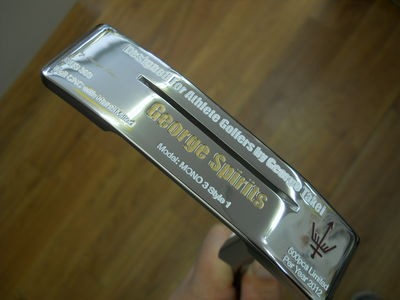 Designed for Athlete Golfers by George Takei
George Spirits
Model: MONO 3-Style 1
500pcs Limited
Per Year 2012